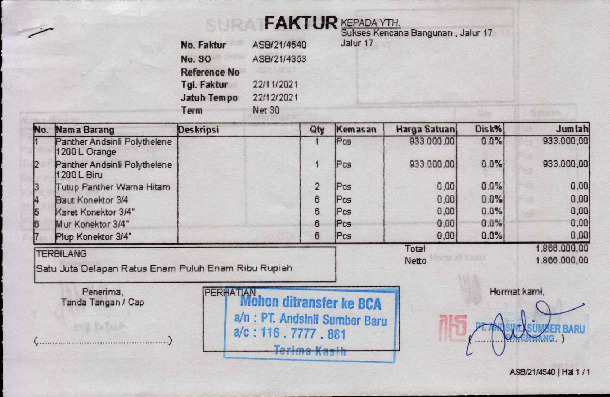 FAKTUR
KEPADA YTH.
Sukses Kencana Bangunan , Jalur 17
Jalur 17
No. Faktur ASB/21/4540
No. SO ASB/21/4353
Reference No
Tgl. Faktur 22/11/2021
Jatuh Tempo 22/12/2021
Term Net 30
No. Nama Barang Deskripsi Qty Kemasan Harga Satuan Disk% Jumlah
1 Panther Andsinli Polythelene 1 Pcs 933.000,00 0.0% 933.000,00
1200 L Orange
2 Panther Andsinli Polythelene 1 Pcs 933.000,00 0.0% 933.000,00
1200 L Biru
3 Tutup Panther Warna Hitam 2 Pcs 0,00 0.0% 0,00
4 Baut Konektor 3/4 6 Pcs 0,00 0.0% 0,00
5 Karet Konektor 3/4" 6 Pcs 0,00 0.0% 0,00
6 Mur Konektor 3/4" 6 Pcs 0,00 0.0% 0,00
7 Plup Konektor 3/4" 6 Pcs 0,00 0.0% 0,00
Total 1.866.000,00
Netto 1.866.000,00
TERBILANG
Satu Juta Delapan Ratus Enam Puluh Enam Ribu Rupiah
Penerima,
Tanda Tangan / Cap
(........................)
PERHATIAN
Mohon ditransfer ke BCA
a/n : PT. Andsinli Sumber Baru
a/c : 116 . 7777 . 881
Terima Kasih
Hormat kami,
PT. ANDSINLI SUMBER BARU
ASB/21/4540 | Hal 1 / 1